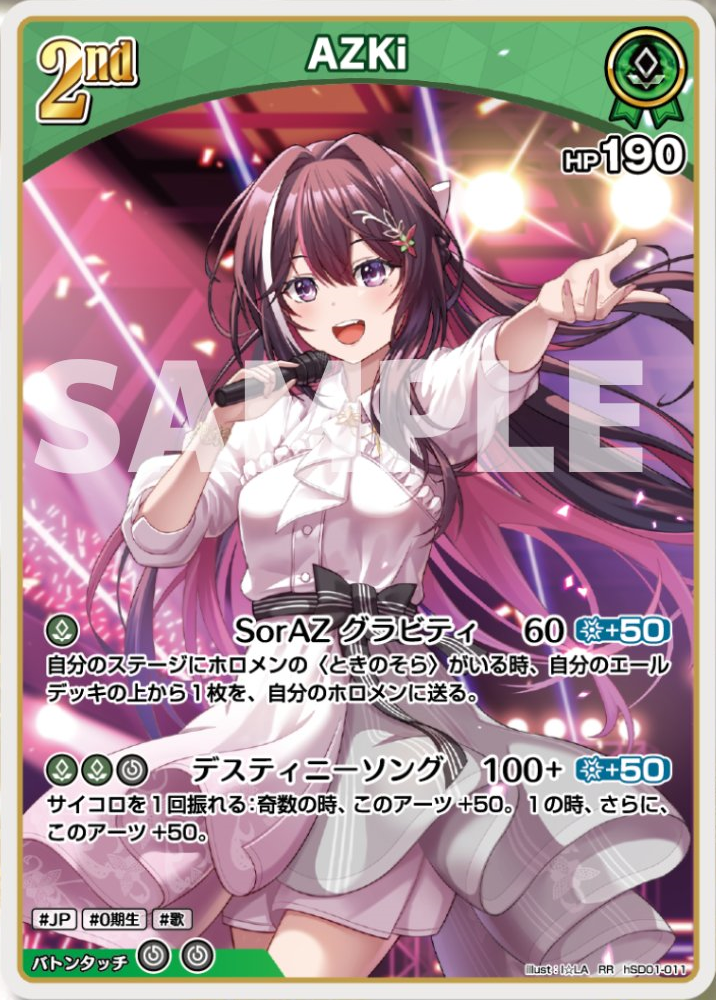 2nd
AZKi
HP190
SAMPLE
SorAZ グラビティ 60 +50
自分のステージにホロメンの〈ときのそら〉がいる時、自分のエール
デッキの上から1枚を、自分のホロメンに送る。
デスティニーソング 100+ +50
サイコロを1回振れる:奇数の時、このアーツ+50。1の時、さらに、
このアーツ+50。
#JP #0期生 #歌
バトンタッチ
illust:I☆LA RR hSD01-011